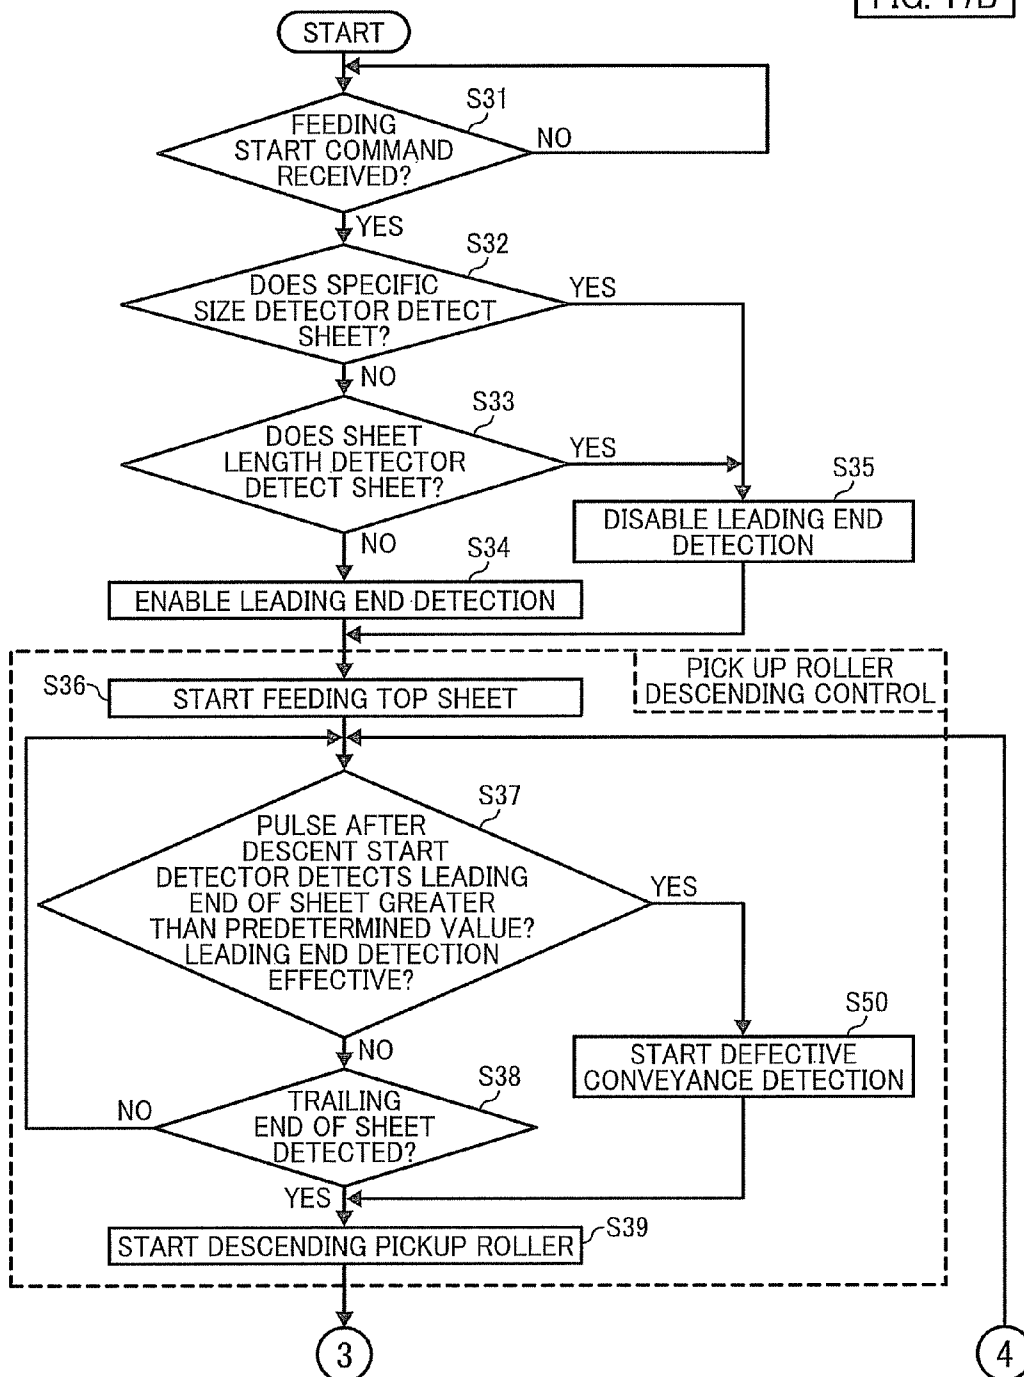 START
S31
FEEDING
START COMMAND
RECEIVED?
NO
YES
S32
DOES SPECIFIC
SIZE DETECTOR DETECT
SHEET?
YES
NO
S33
DOES SHEET
LENGTH DETECTOR
DETECT SHEET?
YES
NO
S35
DISABLE LEADING END
DETECTION
S34
ENABLE LEADING END DETECTION
PICK UP ROLLER
DESCENDING CONTROL
S36
START FEEDING TOP SHEET
S37
PULSE AFTER
DESCENT START
DETECTOR DETECTS LEADING
END OF SHEET GREATER
THAN PREDETERMINED VALUE?
LEADING END DETECTION
EFFECTIVE?
YES
NO
S50
START DEFECTIVE
CONVEYANCE DETECTION
S38
TRAILING
END OF SHEET
DETECTED?
NO
YES
S39
START DESCENDING PICKUP ROLLER
3
4